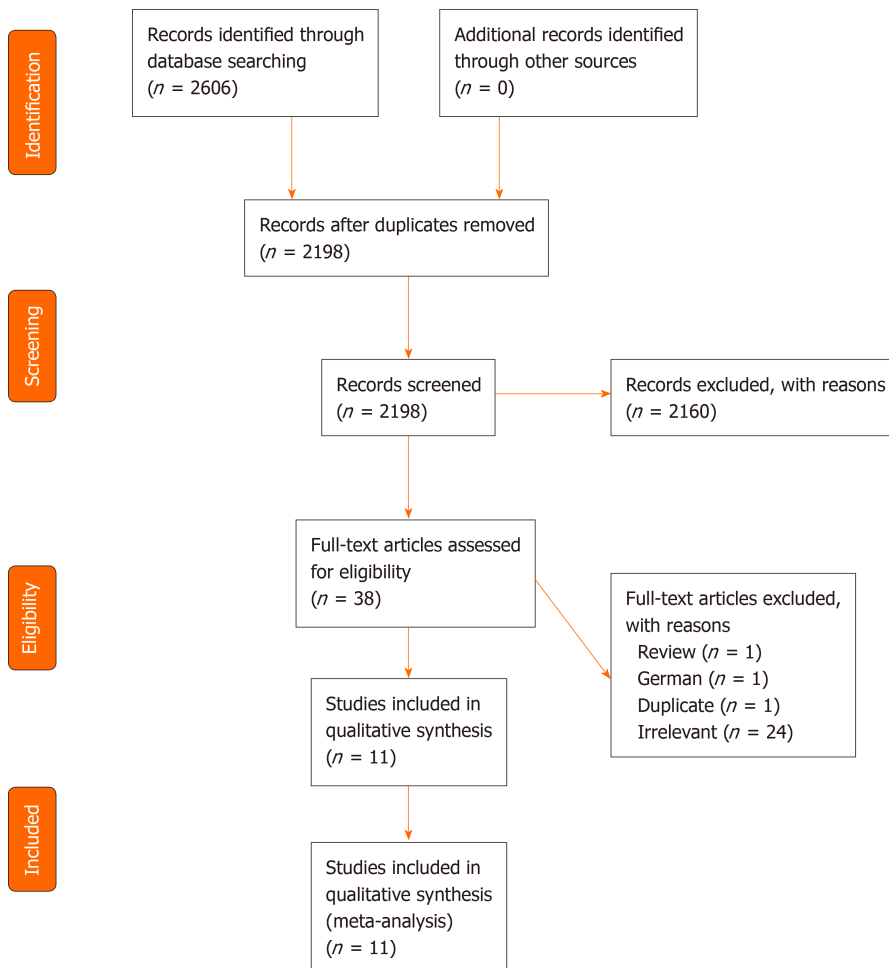 Identification
Records identified through
database searching
(n = 2606)
Additional records identified
through other sources
(n = 0)
Records after duplicates removed
(n = 2198)
Screening
Records screened
(n = 2198)
Records excluded, with reasons
(n = 2160)
Eligibility
Full-text articles assessed
for eligibility
(n = 38)
Full-text articles excluded,
with reasons
Review (n = 1)
German (n = 1)
Duplicate (n = 1)
Irrelevant (n = 24)
Studies included in
qualitative synthesis
(n = 11)
Included
Studies included in
qualitative synthesis
(meta-analysis)
(n = 11)